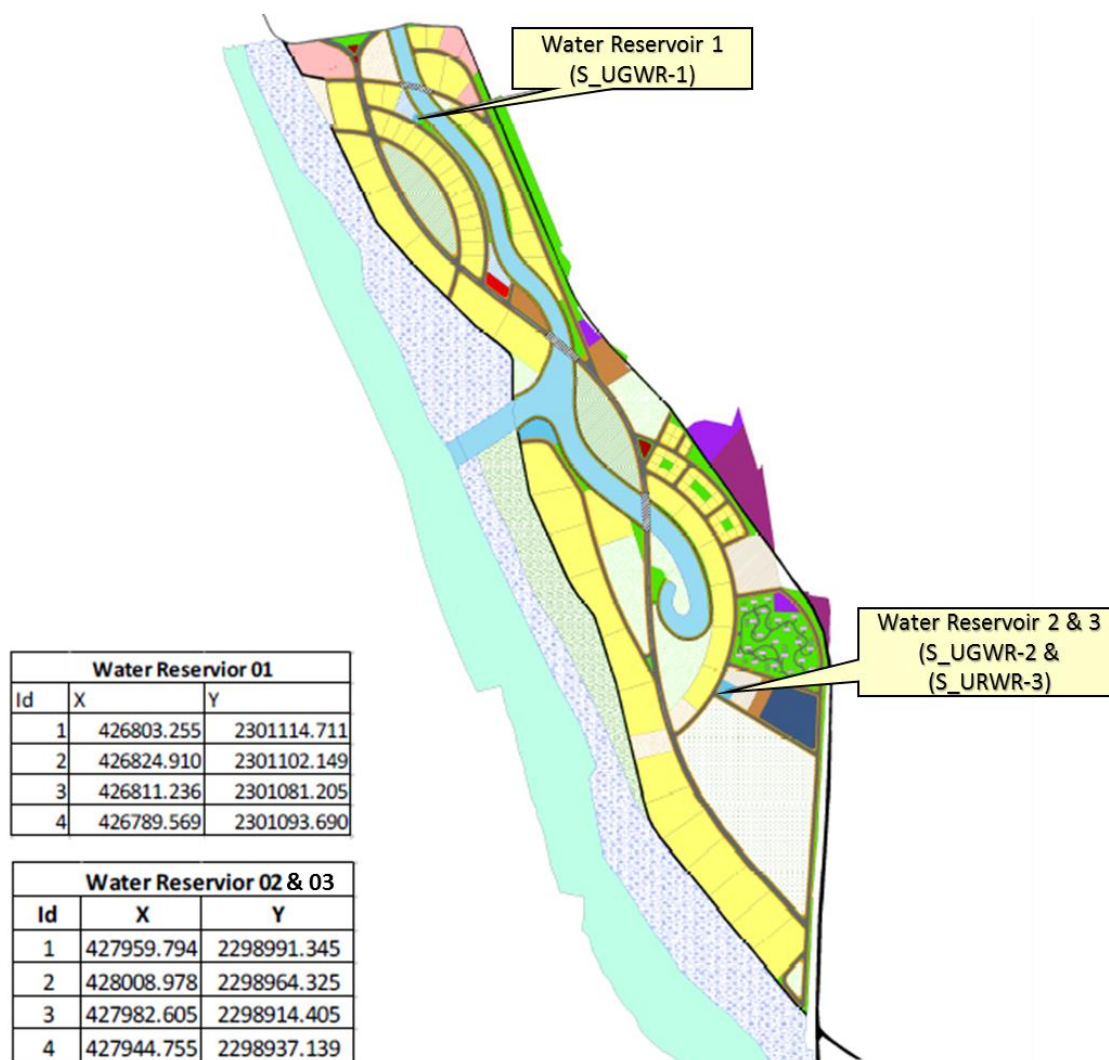 Water Reservoir 1
(S_UGWR-1)
Water Reservoir 2 & 3
(S_UGWR-2 &
(S_URWR-3)
Water Reservior 01
Id X Y
1 426803.255 2301114.711
2 426824.910 2301102.149
3 426811.236 2301081.205
4 426789.569 2301093.690
Water Reservior 02 & 03
Id X Y
1 427959.794 2298991.345
2 428008.978 2298964.325
3 427982.605 2298914.405
4 427944.755 2298937.139